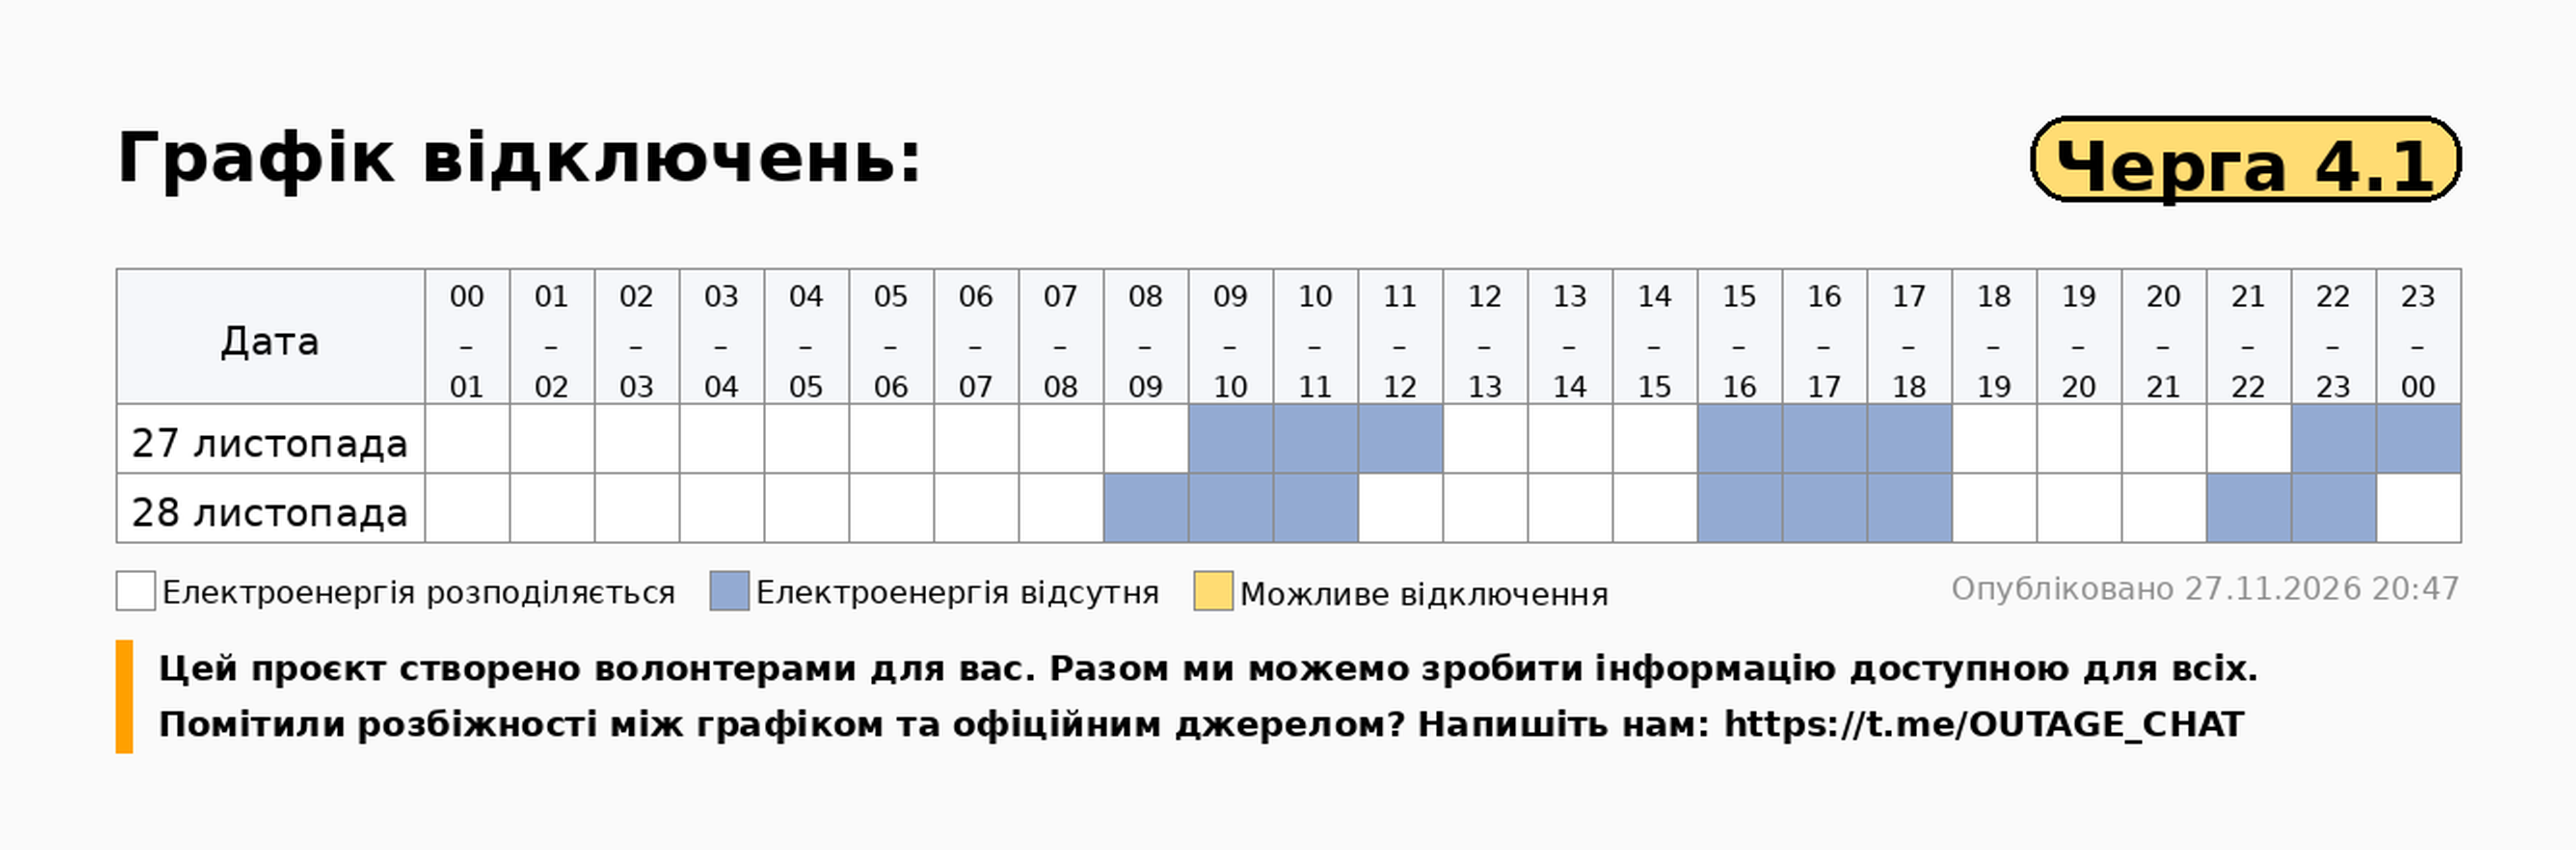 Графік відключень:
Черга 4.1
Дата 00 – 01 01 – 02 02 – 03 03 – 04 04 – 05 05 – 06 06 – 07 07 – 08 08 – 09 09 – 10 10 – 11 11 – 12 12 – 13 13 – 14 14 – 15 15 – 16 16 – 17 17 – 18 18 – 19 19 – 20 20 – 21 21 – 22 22 – 23 23 – 00
27 листопада
28 листопада
Електроенергія розподіляється Електроенергія відсутня Можливе відключення Опубліковано 27.11.2026 20:47
Цей проєкт створено волонтерами для вас. Разом ми можемо зробити інформацію доступною для всіх.
Помітили розбіжності між графіком та офіційним джерелом? Напишіть нам: https://t.me/OUTAGE_CHAT